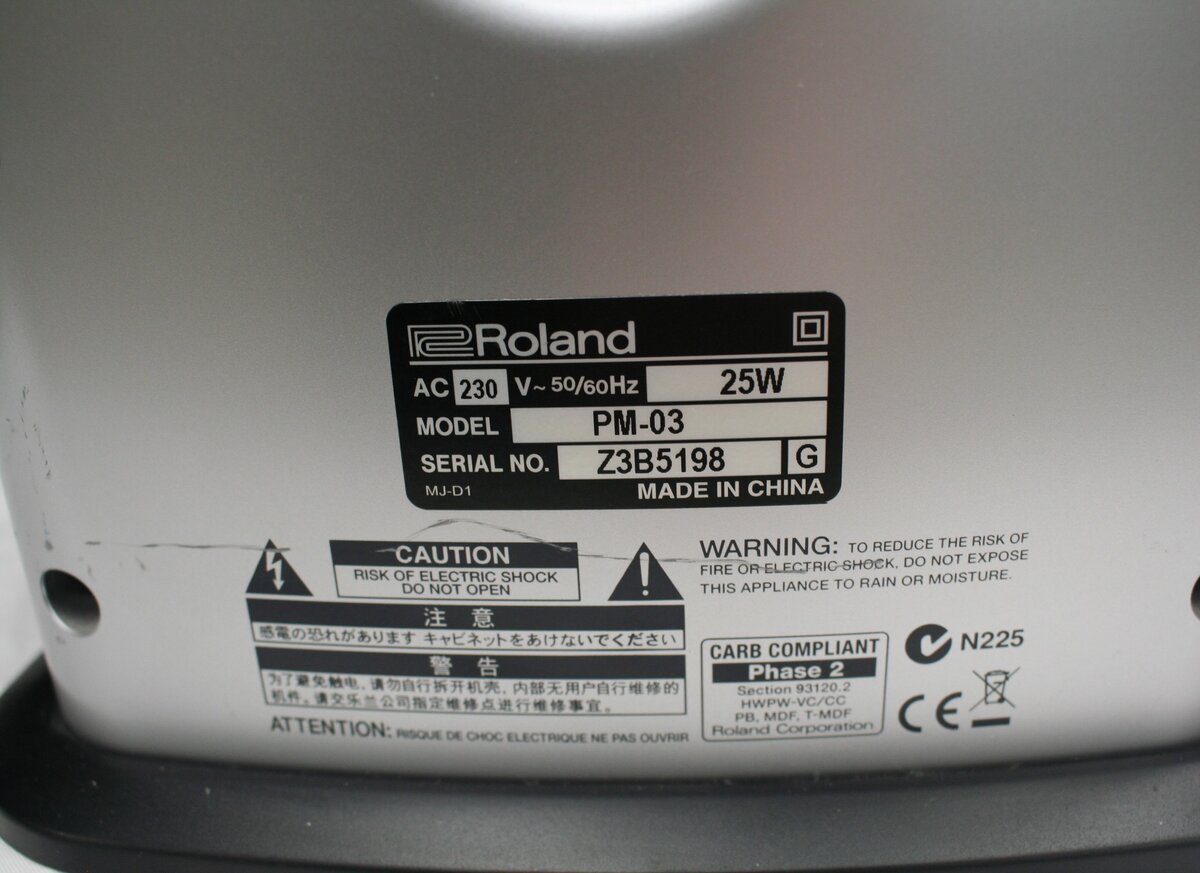 Roland
AC 230 V~ 50/60Hz 25W
MODEL PM-03
SERIAL NO. Z3B5198 G
MJ-D1 MADE IN CHINA
CAUTION
RISK OF ELECTRIC SHOCK
DO NOT OPEN
注 意
感電の恐れがあります キャビネットをあけないでください
警 告
为了避免触电，请勿自行拆开机壳，内部无用户自行维修的
机件。请交乐兰公司指定维修点进行维修事宜。
ATTENTION: RISQUE DE CHOC ELECTRIQUE NE PAS OUVRIR
WARNING: TO REDUCE THE RISK OF
FIRE OR ELECTRIC SHOCK, DO NOT EXPOSE
THIS APPLIANCE TO RAIN OR MOISTURE.
CARB COMPLIANT
Phase 2
Section 93120.2
HWPW-VC/CC
PB, MDF, T-MDF
Roland Corporation
N225
CE